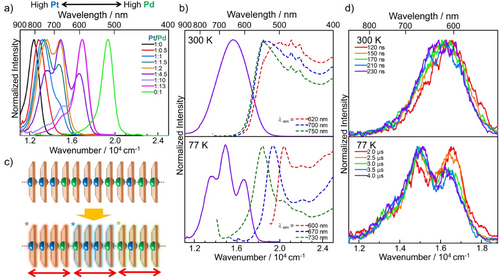 High Pt High Pd
a) Wavelength / nm
900 800 700 600 500
Normalized Intensity
Pt/Pd
1:0
1:0.5
1:1
1:1.5
1:2
1:4.5
1:10
1:13
0:1
1.2 1.4 1.6 1.8 2.0 2.2
Wavenumber / 10⁴ cm⁻¹
c)
b) Wavelength / nm
900 800 700 600 500 400
300 K
λ em =
620 nm
700 nm
750 nm
Normalized Intensity
77 K
600 nm
670 nm
730 nm
1.2 1.4 1.6 1.8 2.0 2.2 2.4
Wavenumber / 10⁴ cm⁻¹
d) Wavelength / nm
800 700 600
300 K
120 ns
150 ns
170 ns
210 ns
230 ns
Normalized Intensity
77 K
2.0 μs
2.5 μs
3.0 μs
3.5 μs
4.0 μs
1.2 1.4 1.6 1.8
Wavenumber / 10⁴ cm⁻¹